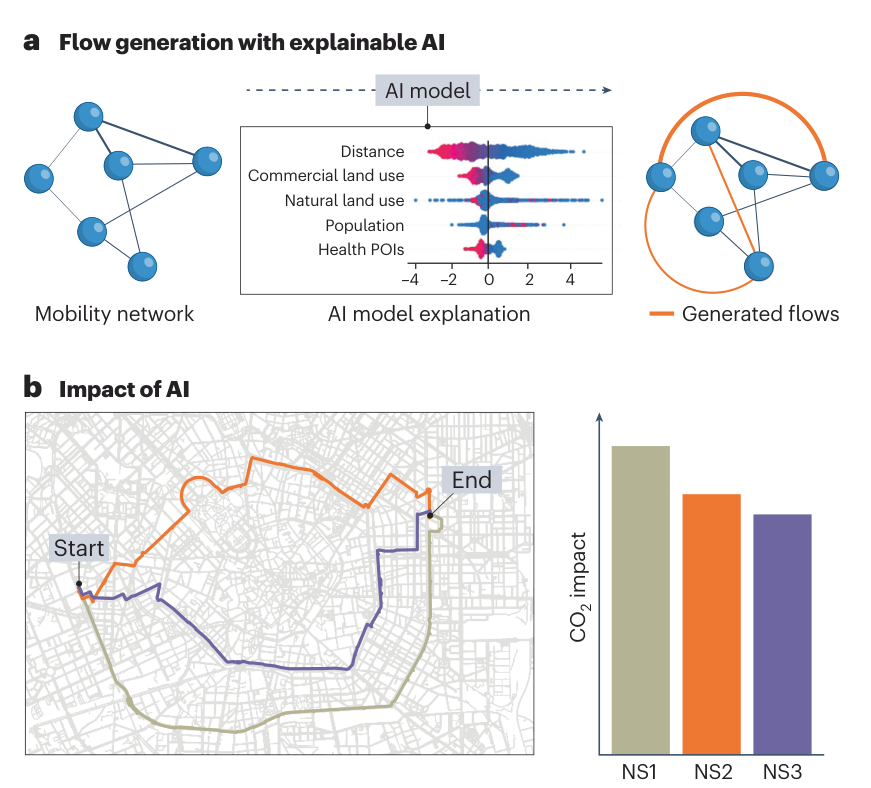 a Flow generation with explainable AI
AI model
Distance
Commercial land use
Natural land use
Population
Health POIs
−4 −2 0 2 4
Mobility network
AI model explanation
Generated flows
b Impact of AI
Start
End
CO₂ impact
NS1 NS2 NS3